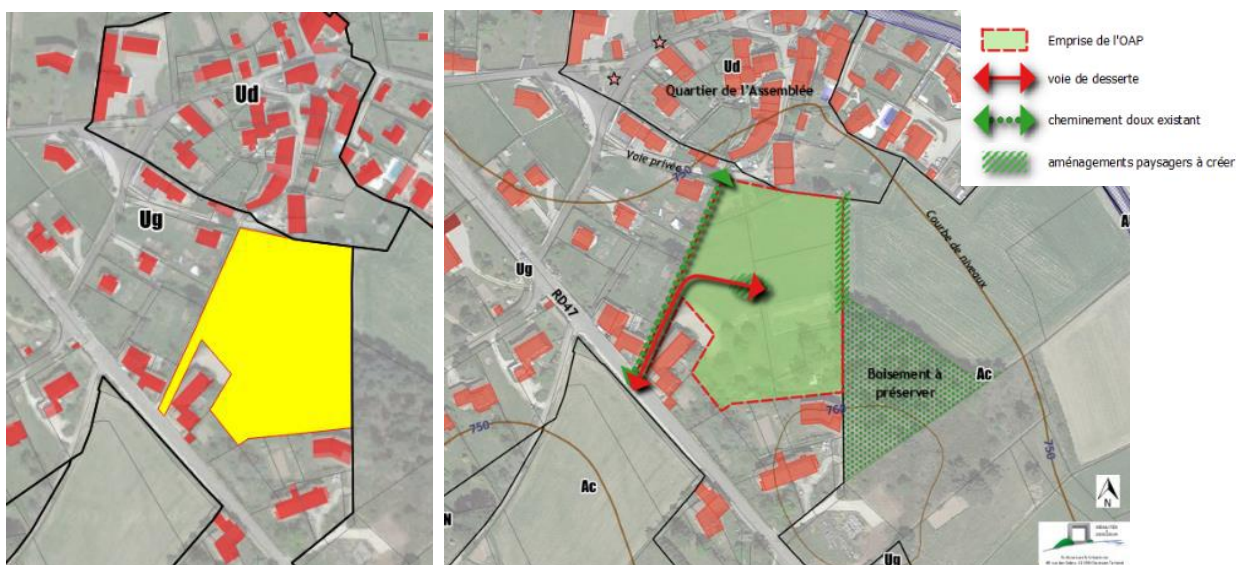 Ud
Ug
Ud
Quartier de l'Assemblée
Voie privée
Ug
RD47
Courbe de niveaux
Boisement à
préserver
Ac
760
750
750
Ac
N
Ug
N
Emprise de l'OAP
voie de desserte
cheminement doux existant
aménagements paysagers à créer